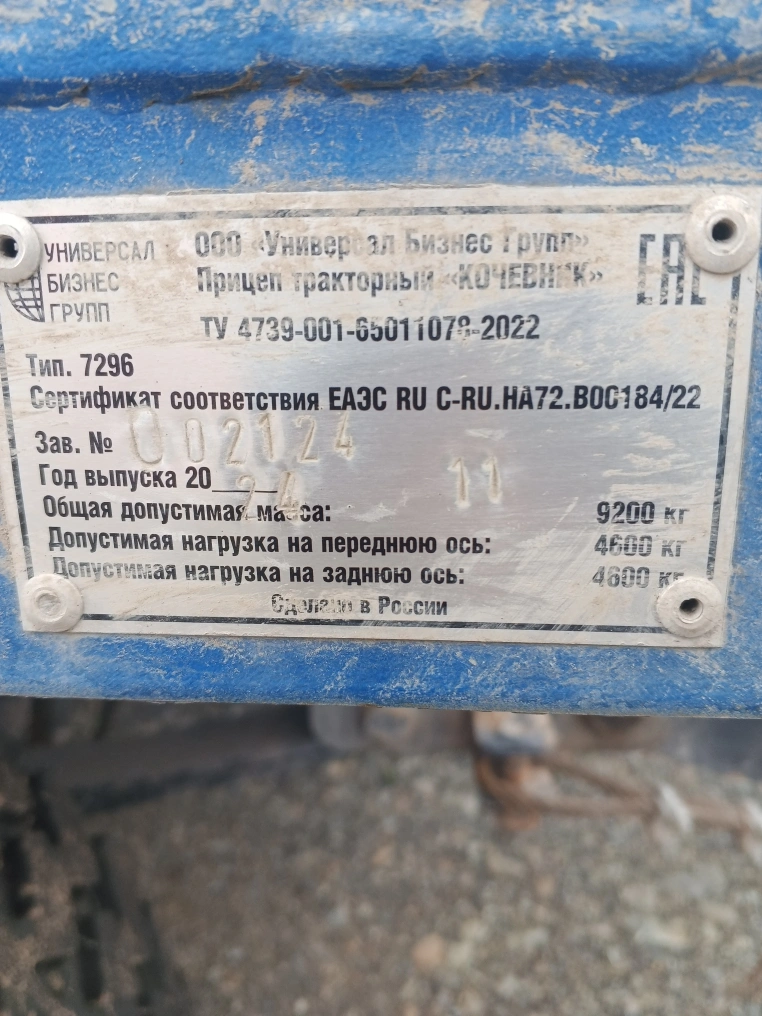 УНИВЕРСАЛ
БИЗНЕС
ГРУПП
ООО «Универсал Бизнес Групп»
Прицеп тракторный «КОЧЕВНИК»
EAC
ТУ 4739-001-65011078-2022
Тип. 7296
Сертификат соответствия ЕАЭС RU С-RU.НА72.В00184/22
Зав. № 002124
Год выпуска 2024 11
Общая допустимая масса: 9200 кг
Допустимая нагрузка на переднюю ось: 4600 кг
Допустимая нагрузка на заднюю ось: 4600 кг
Сделано в России